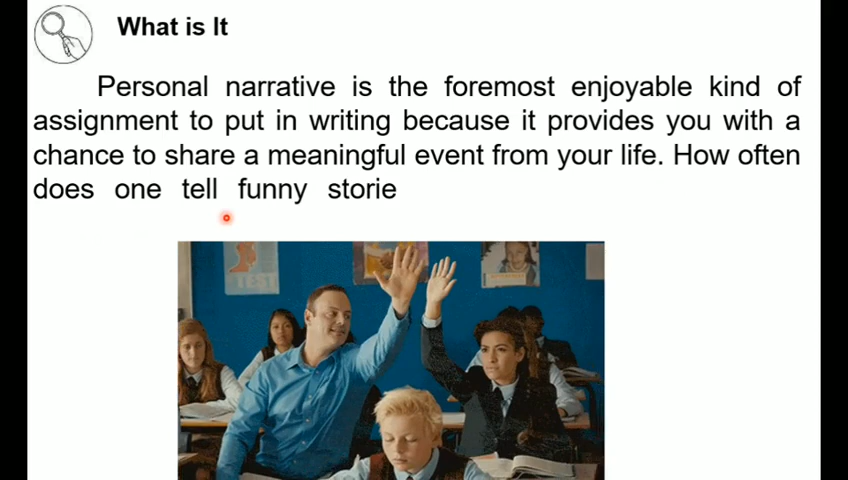 What is It
Personal narrative is the foremost enjoyable kind of
assignment to put in writing because it provides you with a
chance to share a meaningful event from your life. How often
does one tell funny storie
TEST